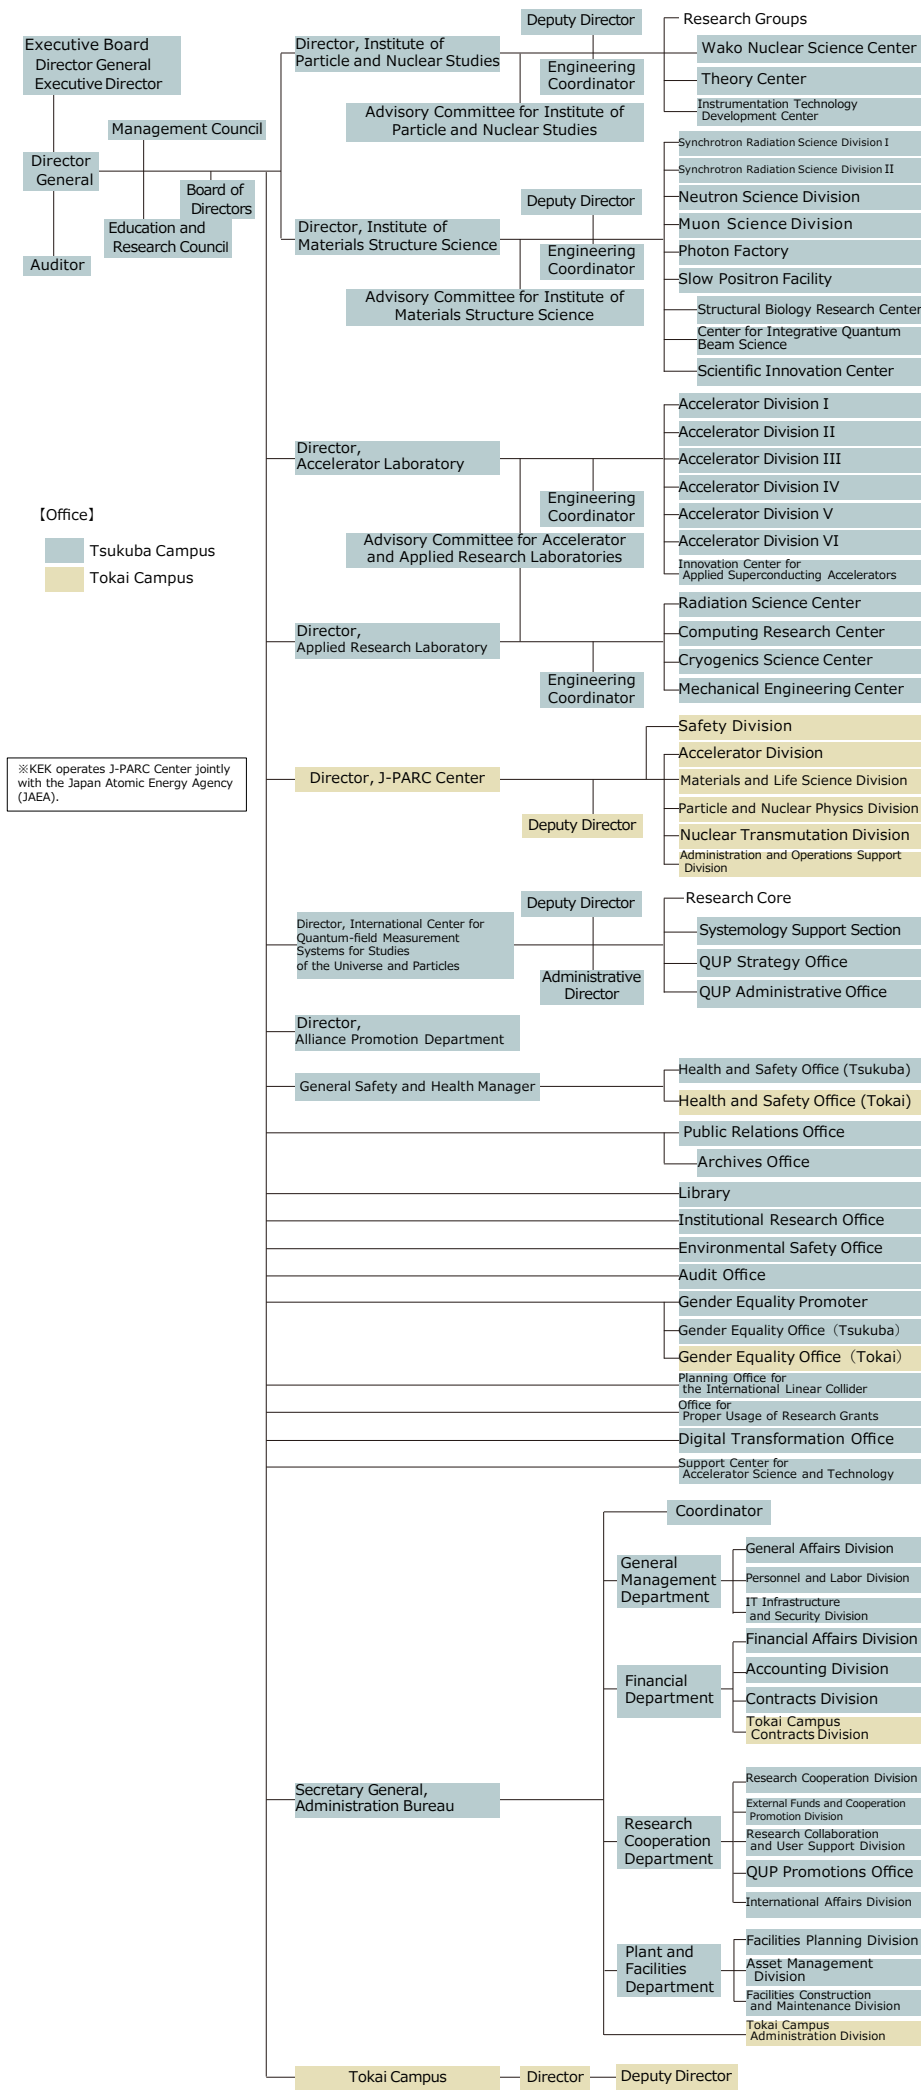 Executive Board
Director General
Executive Director
Director
General
Auditor
Management Council
Board of
Directors
Education and
Research Council
Director, Institute of
Particle and Nuclear Studies
Deputy Director
Engineering
Coordinator
Advisory Committee for Institute of
Particle and Nuclear Studies
Research Groups
Wako Nuclear Science Center
Theory Center
Instrumentation Technology
Development Center
Director, Institute of
Materials Structure Science
Deputy Director
Engineering
Coordinator
Advisory Committee for Institute of
Materials Structure Science
Synchrotron Radiation Science Division I
Synchrotron Radiation Science Division II
Neutron Science Division
Muon Science Division
Photon Factory
Slow Positron Facility
Structural Biology Research Center
Center for Integrative Quantum
Beam Science
Scientific Innovation Center
Director,
Accelerator Laboratory
Engineering
Coordinator
Advisory Committee for Accelerator
and Applied Research Laboratories
Accelerator Division I
Accelerator Division II
Accelerator Division III
Accelerator Division IV
Accelerator Division V
Accelerator Division VI
Innovation Center for
Applied Superconducting Accelerators
【Office】
Tsukuba Campus
Tokai Campus
Director,
Applied Research Laboratory
Engineering
Coordinator
Radiation Science Center
Computing Research Center
Cryogenics Science Center
Mechanical Engineering Center
※KEK operates J-PARC Center jointly
with the Japan Atomic Energy Agency
(JAEA).
Director, J-PARC Center
Deputy Director
Safety Division
Accelerator Division
Materials and Life Science Division
Particle and Nuclear Physics Division
Nuclear Transmutation Division
Administration and Operations Support
Division
Director, International Center for
Quantum-field Measurement
Systems for Studies
of the Universe and Particles
Deputy Director
Administrative
Director
Research Core
Systemology Support Section
QUP Strategy Office
QUP Administrative Office
Director,
Alliance Promotion Department
General Safety and Health Manager
Health and Safety Office (Tsukuba)
Health and Safety Office (Tokai)
Public Relations Office
Archives Office
Library
Institutional Research Office
Environmental Safety Office
Audit Office
Gender Equality Promoter
Gender Equality Office（Tsukuba）
Gender Equality Office（Tokai）
Planning Office for
the International Linear Collider
Office for
Proper Usage of Research Grants
Digital Transformation Office
Support Center for
Accelerator Science and Technology
Secretary General,
Administration Bureau
Coordinator
General
Management
Department
General Affairs Division
Personnel and Labor Division
IT Infrastructure
and Security Division
Financial
Department
Financial Affairs Division
Accounting Division
Contracts Division
Tokai Campus
Contracts Division
Research
Cooperation
Department
Research Cooperation Division
External Funds and Cooperation
Promotion Division
Research Collaboration
and User Support Division
QUP Promotions Office
International Affairs Division
Plant and
Facilities
Department
Facilities Planning Division
Asset Management
Division
Facilities Construction
and Maintenance Division
Tokai Campus
Administration Division
Tokai Campus
Director
Deputy Director